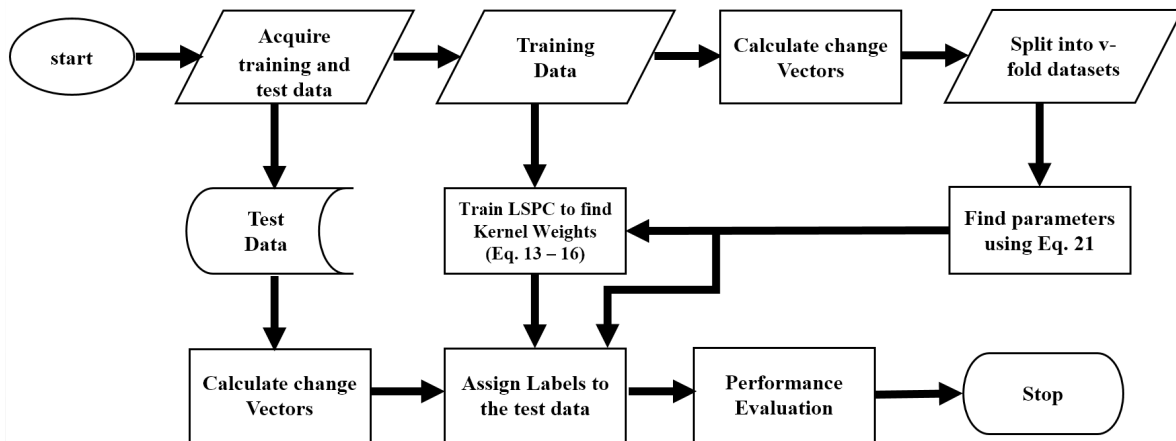 start
Acquire
training and
test data
Training
Data
Calculate change
Vectors
Split into v-
fold datasets
Test
Data
Train LSPC to find
Kernel Weights
(Eq. 13 – 16)
Find parameters
using Eq. 21
Calculate change
Vectors
Assign Labels to
the test data
Performance
Evaluation
Stop